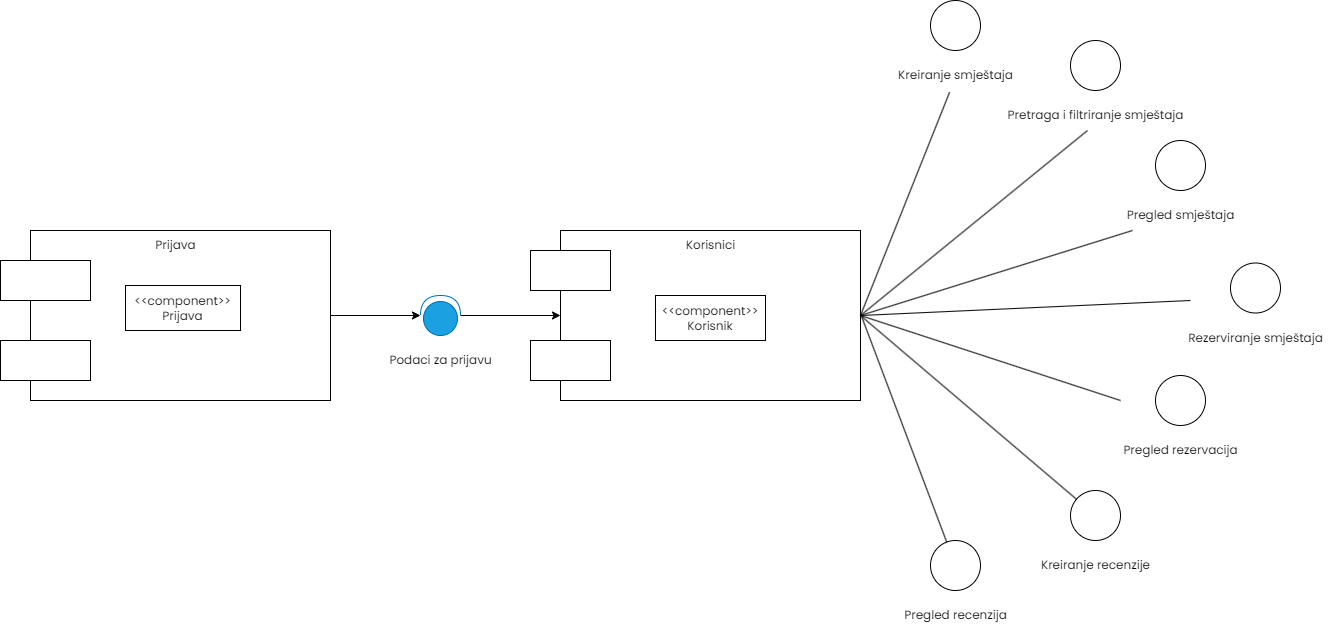 Prijava
<<component>>
Prijava
Podaci za prijavu
Korisnici
<<component>>
Korisnik
Kreiranje smještaja
Pretraga i filtriranje smještaja
Pregled smještaja
Rezerviranje smještaja
Pregled rezervacija
Kreiranje recenzije
Pregled recenzija